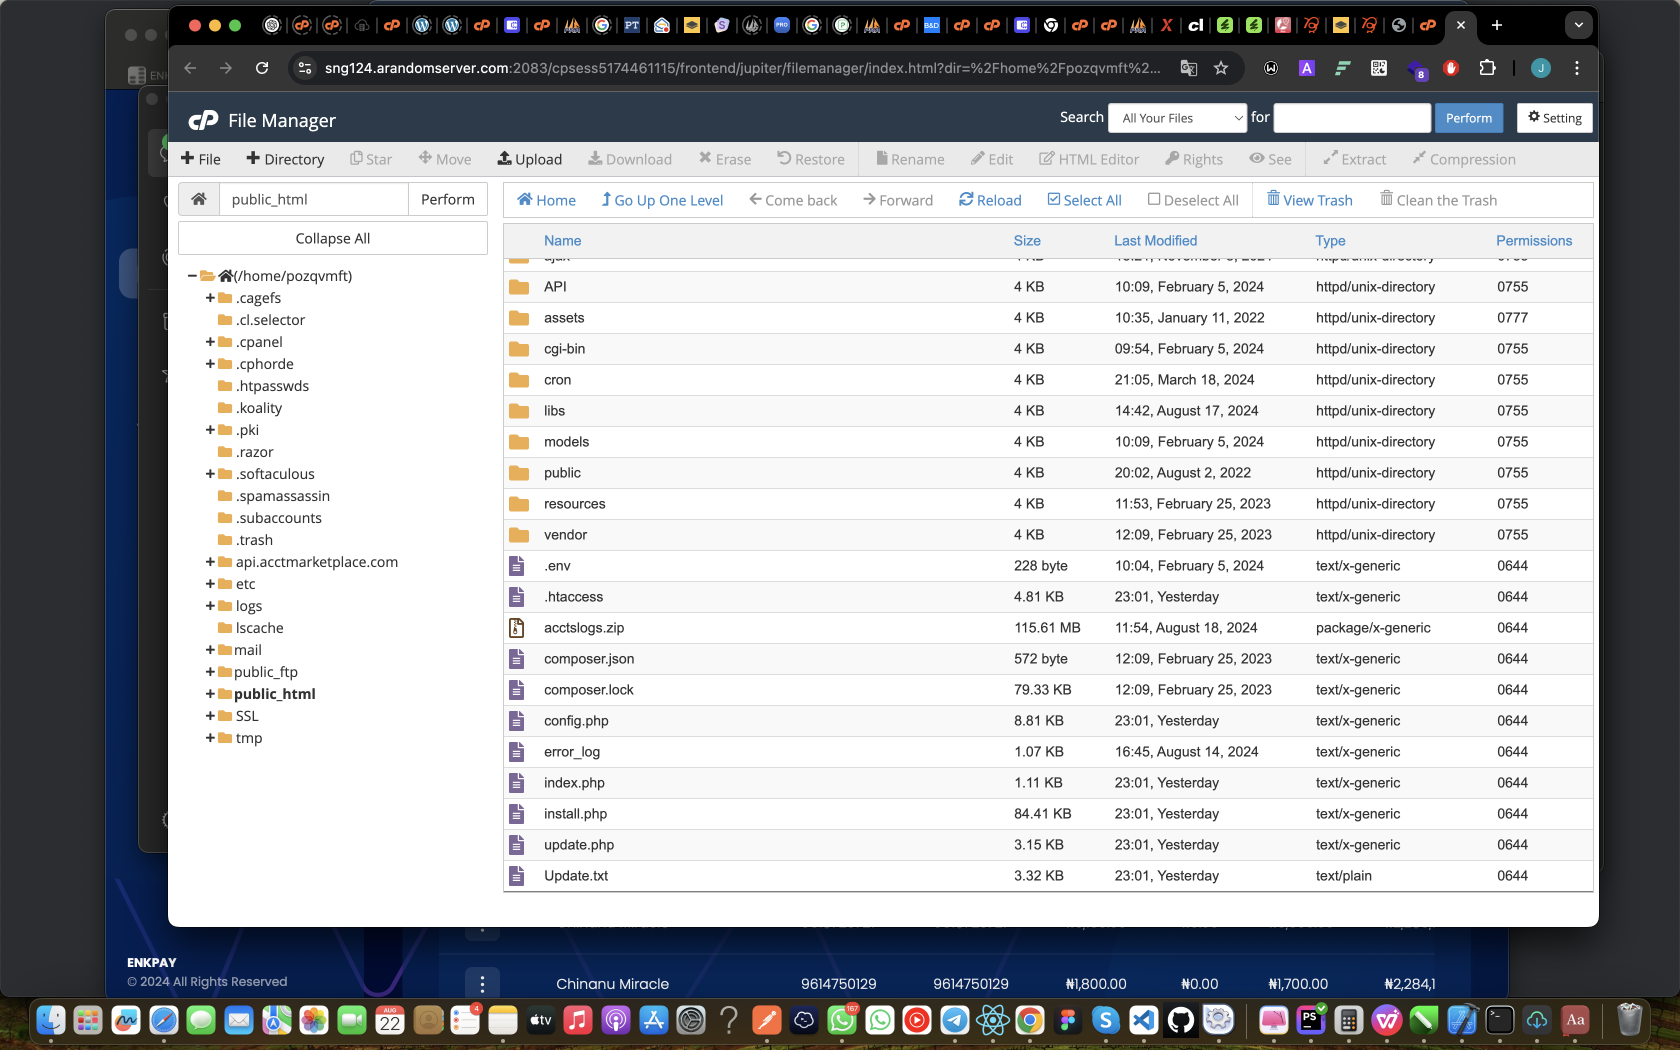 sng124.arandomserver.com:2083/cpsess5174461115/frontend/jupiter/filemanager/index.html?dir=%2Fhome%2Fpozqvmft%2...
cP File Manager
Search All Your Files for Perform Setting
File Directory Star Move Upload Download Erase Restore Rename Edit HTML Editor Rights See Extract Compression
public_html Perform
Home Go Up One Level Come back Forward Reload Select All Deselect All View Trash Clean the Trash
Collapse All
(/home/pozqvmft)
.cagefs
.cl.selector
.cpanel
.cphorde
.htpasswds
.koality
.pki
.razor
.softaculous
.spamassassin
.subaccounts
.trash
api.acctmarketplace.com
etc
logs
lscache
mail
public_ftp
public_html
SSL
tmp
Name Size Last Modified Type Permissions
API 4 KB 10:09, February 5, 2024 httpd/unix-directory 0755
assets 4 KB 10:35, January 11, 2022 httpd/unix-directory 0777
cgi-bin 4 KB 09:54, February 5, 2024 httpd/unix-directory 0755
cron 4 KB 21:05, March 18, 2024 httpd/unix-directory 0755
libs 4 KB 14:42, August 17, 2024 httpd/unix-directory 0755
models 4 KB 10:09, February 5, 2024 httpd/unix-directory 0755
public 4 KB 20:02, August 2, 2022 httpd/unix-directory 0755
resources 4 KB 11:53, February 25, 2023 httpd/unix-directory 0755
vendor 4 KB 12:09, February 25, 2023 httpd/unix-directory 0755
.env 228 byte 10:04, February 5, 2024 text/x-generic 0644
.htaccess 4.81 KB 23:01, Yesterday text/x-generic 0644
acctslogs.zip 115.61 MB 11:54, August 18, 2024 package/x-generic 0644
composer.json 572 byte 12:09, February 25, 2023 text/x-generic 0644
composer.lock 79.33 KB 12:09, February 25, 2023 text/x-generic 0644
config.php 8.81 KB 23:01, Yesterday text/x-generic 0644
error_log 1.07 KB 16:45, August 14, 2024 text/x-generic 0644
index.php 1.11 KB 23:01, Yesterday text/x-generic 0644
install.php 84.41 KB 23:01, Yesterday text/x-generic 0644
update.php 3.15 KB 23:01, Yesterday text/x-generic 0644
Update.txt 3.32 KB 23:01, Yesterday text/plain 0644
ENKPAY
© 2024 All Rights Reserved
Chinanu Miracle 9614750129 9614750129 ₦1,800.00 ₦0.00 ₦1,700.00 ₦2,284,1
AUG
22
4
tv
167
PS
Aa